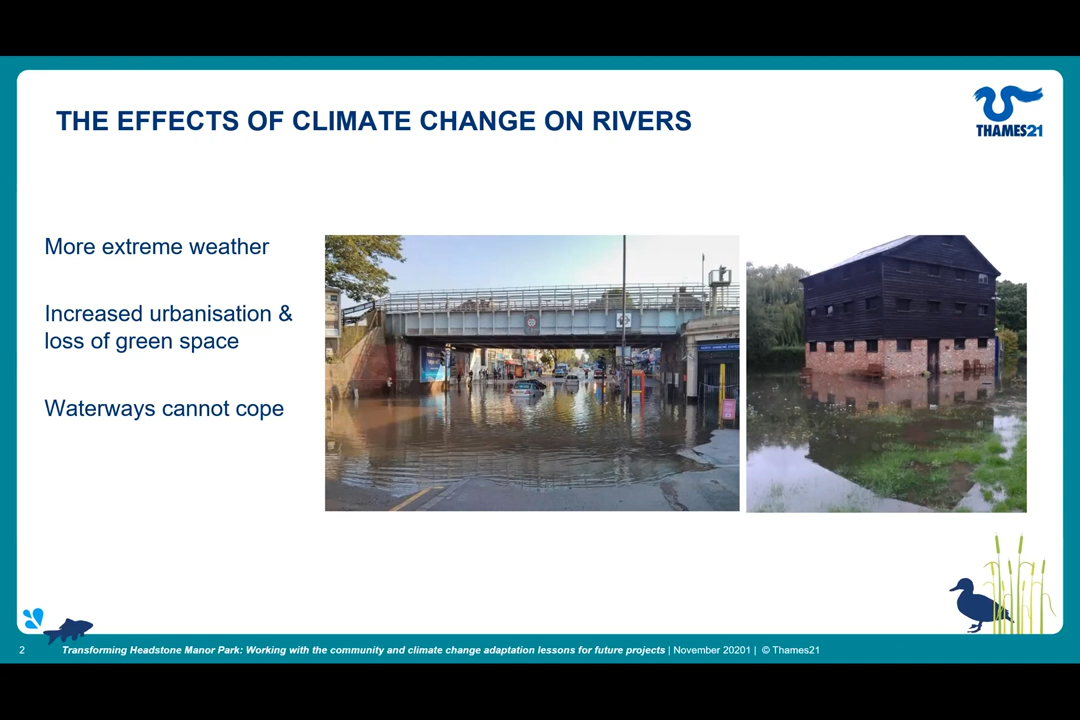 THE EFFECTS OF CLIMATE CHANGE ON RIVERS
THAMES21
More extreme weather
Increased urbanisation &
loss of green space
Waterways cannot cope
2
Transforming Headstone Manor Park: Working with the community and climate change adaptation lessons for future projects | November 20201 | © Thames21